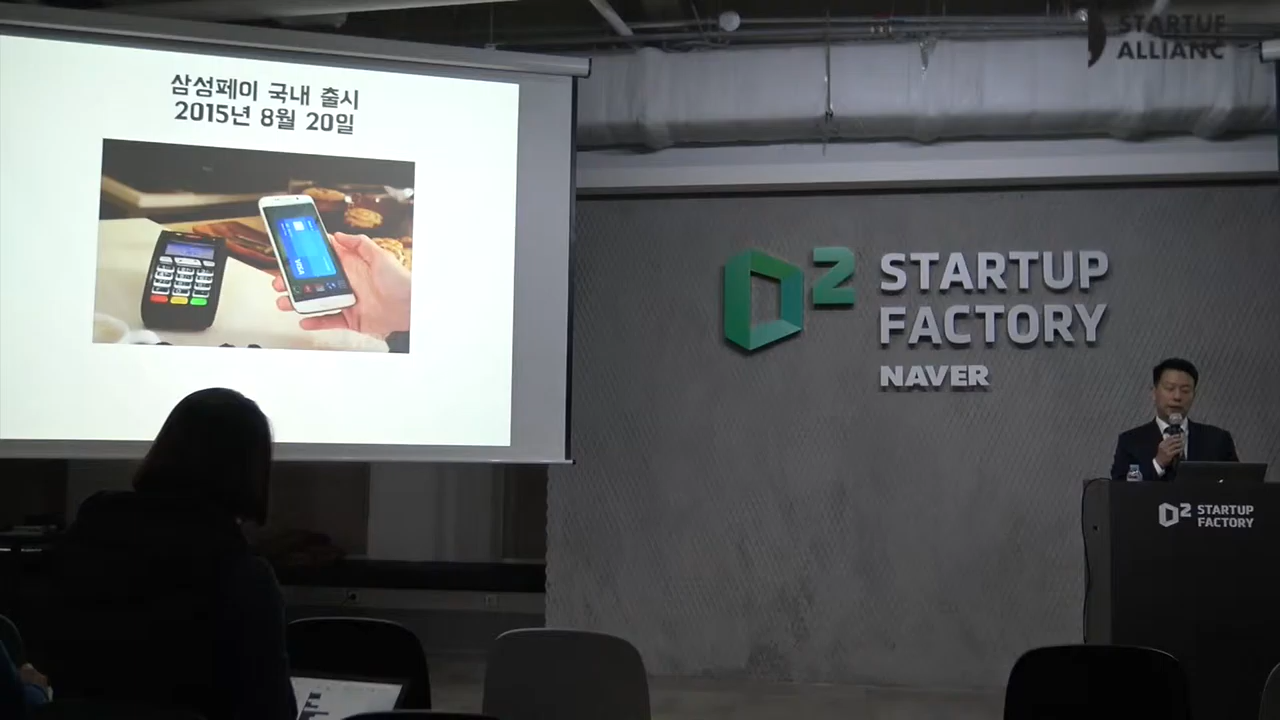 삼성페이 국내 출시
2015년 8월 20일
VISA
STARTUP
ALLIANC
D2 STARTUP
FACTORY
NAVER
D2 STARTUP
FACTORY